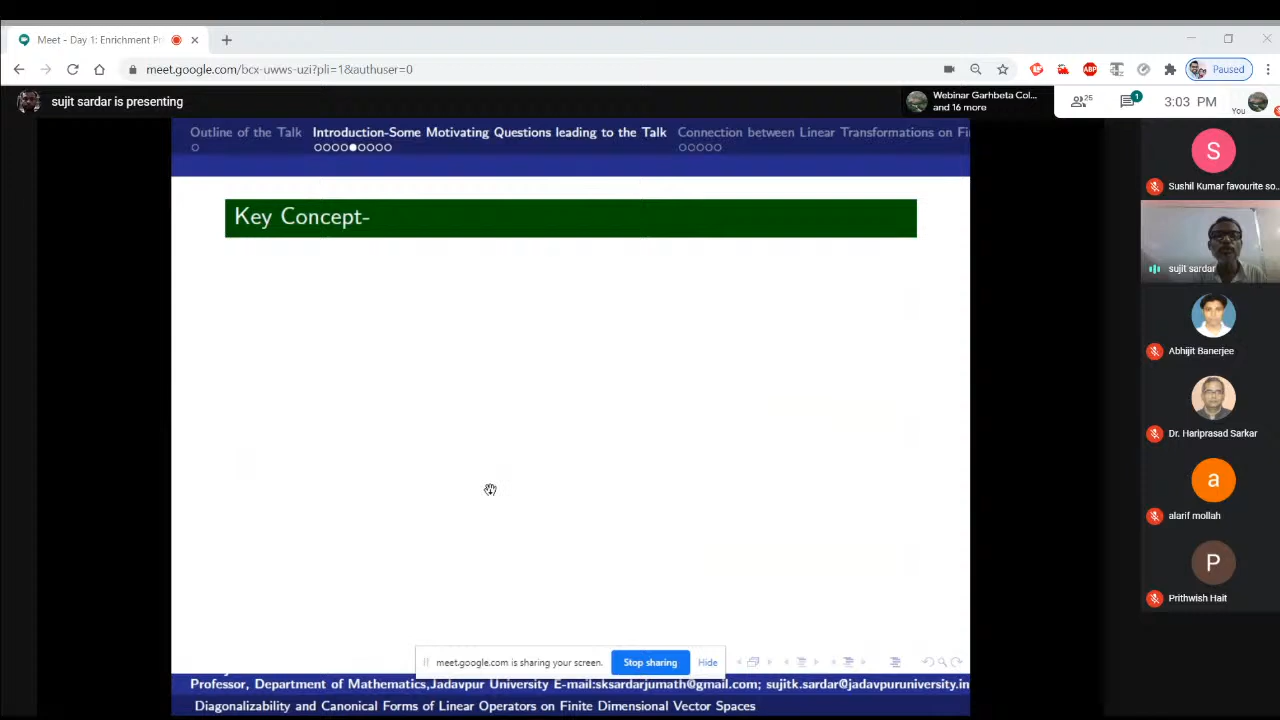 Meet - Day 1: Enrichment Pr
meet.google.com/bcx-uwws-uzi?pli=1&authuser=0
ABP
Paused
sujit sardar is presenting
Webinar Garhbeta Col...
and 16 more
25
1
3:03 PM
You
Outline of the Talk Introduction-Some Motivating Questions leading to the Talk Connection between Linear Transformations on Fi
Key Concept-
S
Sushil Kumar favourite so...
sujit sardar
Abhijit Banerjee
Dr. Hariprasad Sarkar
a
alarif mollah
P
Prithwish Hait
meet.google.com is sharing your screen. Stop sharing Hide
Professor, Department of Mathematics,Jadavpur University E-mail:sksardarjumath@gmail.com; sujitk.sardar@jadavpuruniversity.in
Diagonalizability and Canonical Forms of Linear Operators on Finite Dimensional Vector Spaces